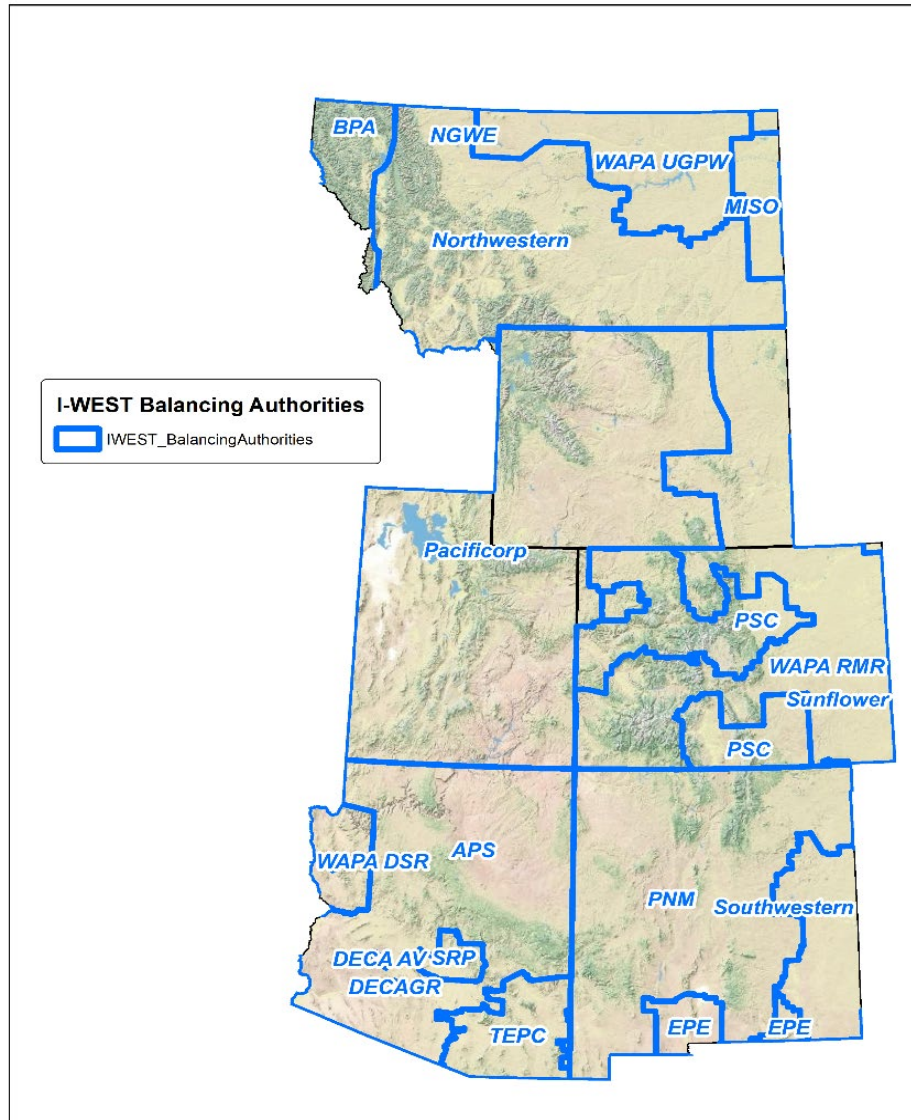 BPA
NGWE
WAPA UGPW
MISO
Northwestern
I-WEST Balancing Authorities
IWEST_BalancingAuthorities
Pacificorp
PSC
WAPA RMR
Sunflower
PSC
WAPA DSR
APS
PNM
Southwestern
DECA AV SRP
DECAGR
TEPC
EPE
EPE